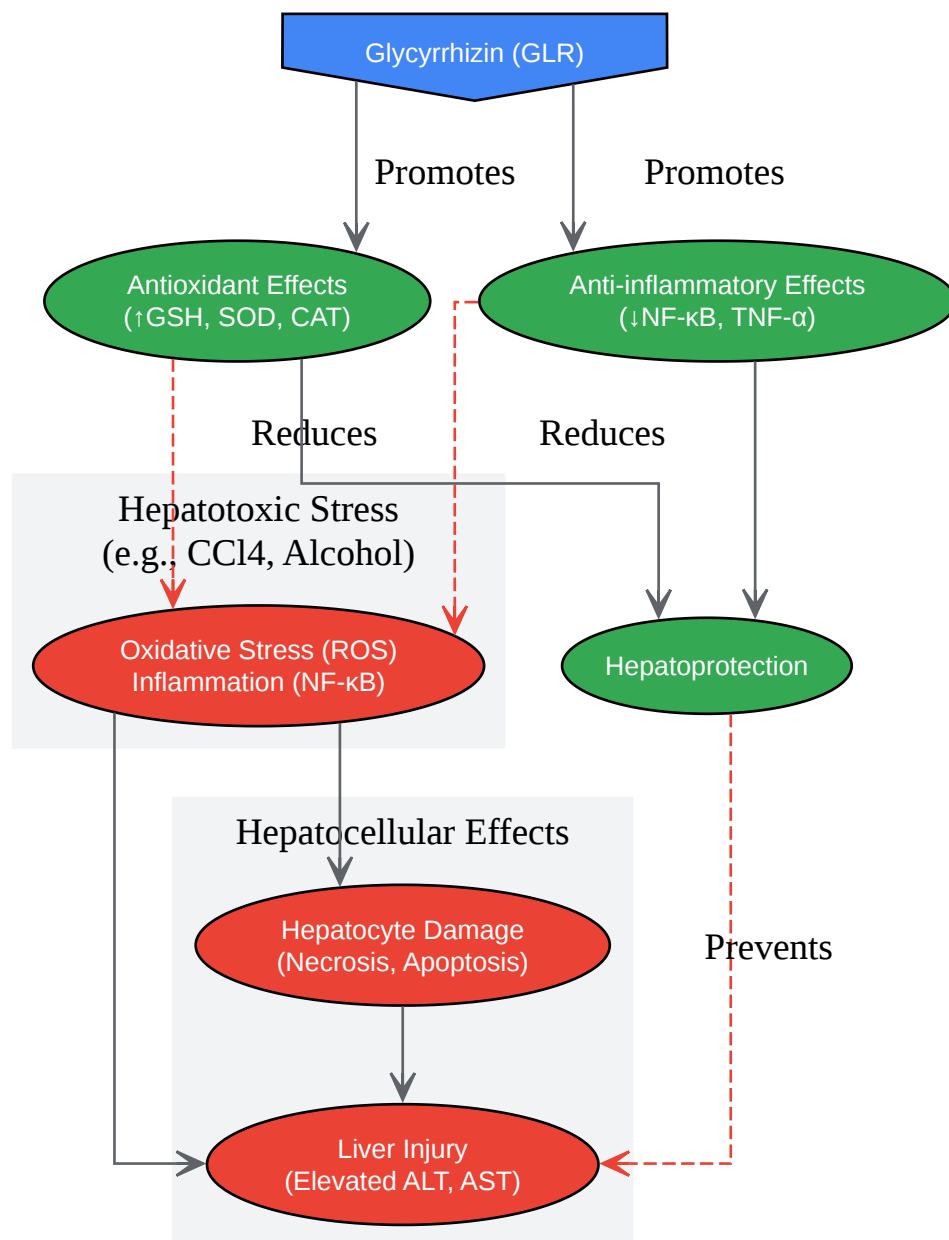 Glycyrrhizin (GLR)
Promotes
Promotes
Antioxidant Effects
(↑GSH, SOD, CAT)
Anti-inflammatory Effects
(↓NF-κB, TNF-α)
Reduces
Reduces
Hepatotoxic Stress
(e.g., CCl4, Alcohol)
Oxidative Stress (ROS)
Inflammation (NF-κB)
Hepatoprotection
Hepatocellular Effects
Hepatocyte Damage
(Necrosis, Apoptosis)
Prevents
Liver Injury
(Elevated ALT, AST)